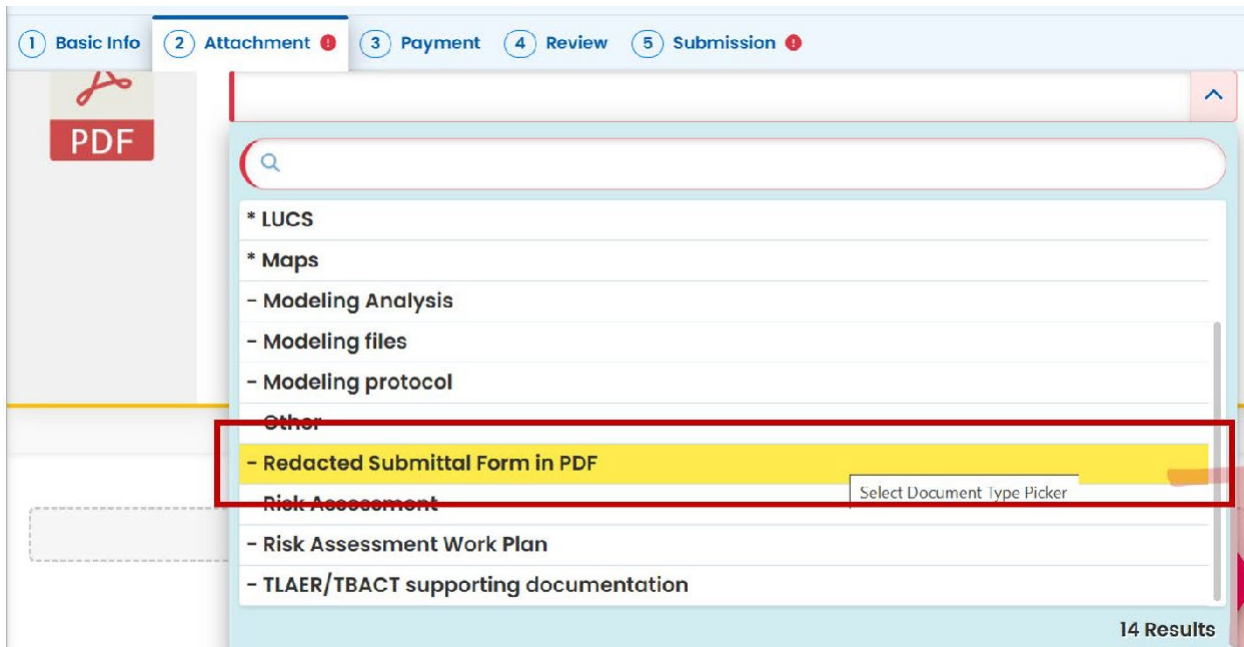 1 Basic Info 2 Attachment ! 3 Payment 4 Review 5 Submission !
PDF
* LUCS
* Maps
- Modeling Analysis
- Modeling files
- Modeling protocol
- Other
- Redacted Submittal Form in PDF
Select Document Type Picker
- Risk Assessment
- Risk Assessment Work Plan
- TLAER/TBACT supporting documentation
14 Results